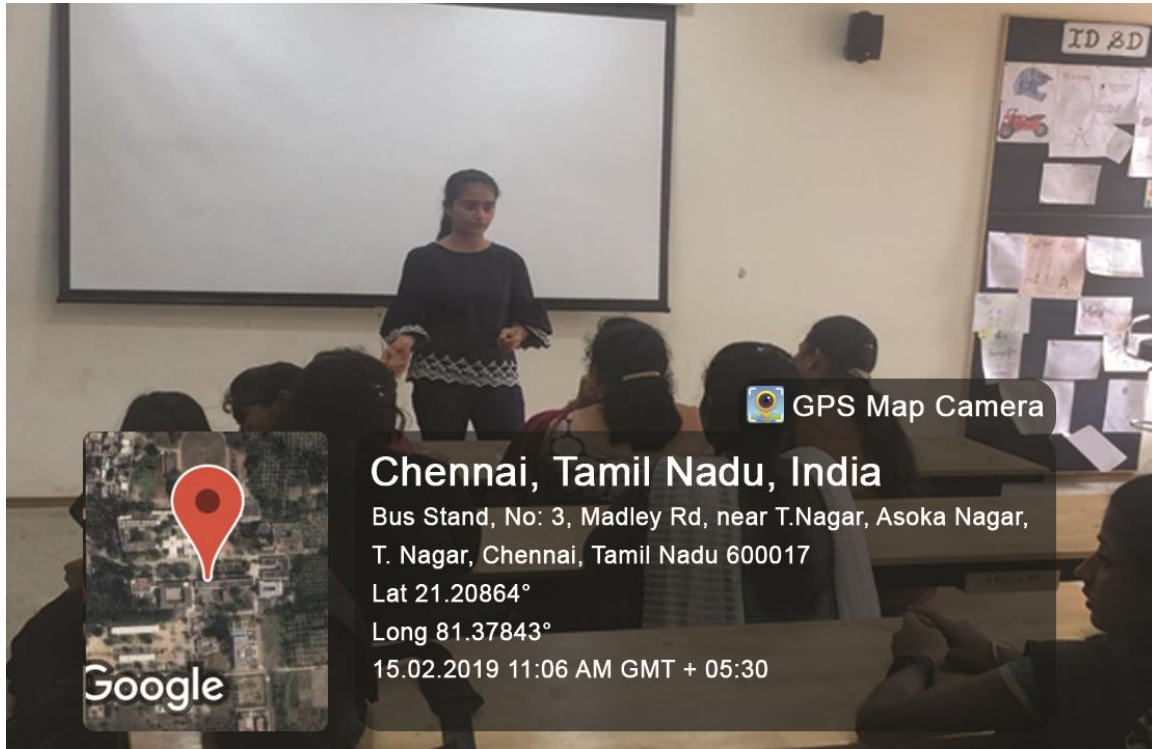 ID SD
GPS Map Camera
Chennai, Tamil Nadu, India
Bus Stand, No: 3, Madley Rd, near T.Nagar, Asoka Nagar,
T. Nagar, Chennai, Tamil Nadu 600017
Lat 21.20864°
Long 81.37843°
15.02.2019 11:06 AM GMT + 05:30
Google